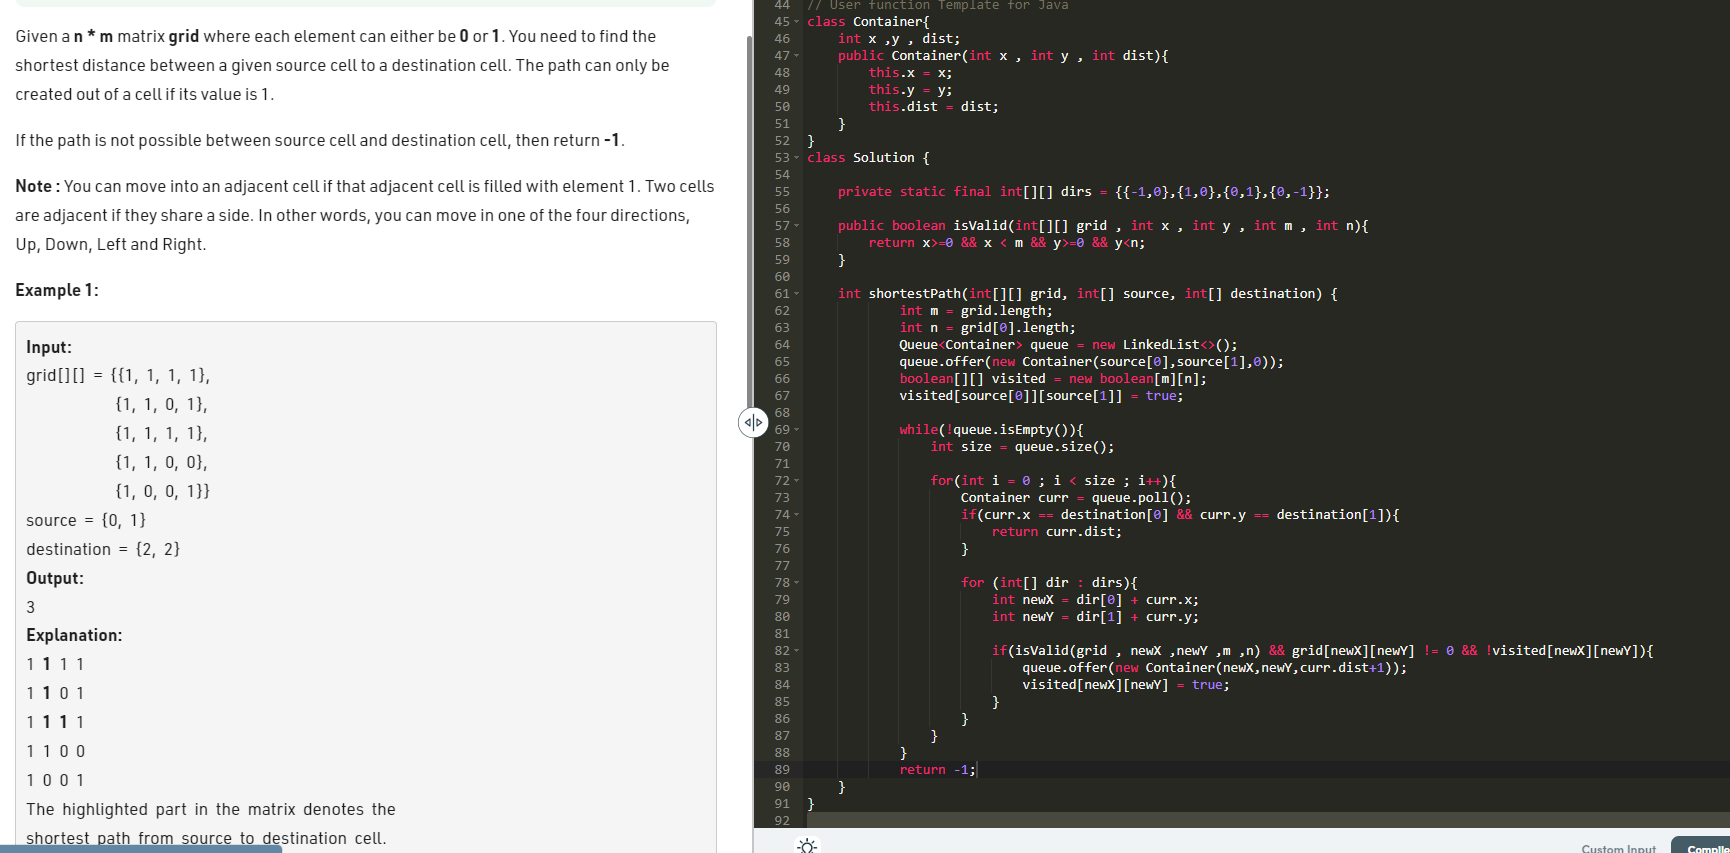 Given a n * m matrix grid where each element can either be 0 or 1. You need to find the
shortest distance between a given source cell to a destination cell. The path can only be
created out of a cell if its value is 1.
If the path is not possible between source cell and destination cell, then return -1.
Note : You can move into an adjacent cell if that adjacent cell is filled with element 1. Two cells
are adjacent if they share a side. In other words, you can move in one of the four directions,
Up, Down, Left and Right.
Example 1:
Input:
grid[][] = {{1, 1, 1, 1},
{1, 1, 0, 1},
{1, 1, 1, 1},
{1, 1, 0, 0},
{1, 0, 0, 1}}
source = {0, 1}
destination = {2, 2}
Output:
3
Explanation:
1 1 1 1
1 1 0 1
1 1 1 1
1 1 0 0
1 0 0 1
The highlighted part in the matrix denotes the
shortest path from source to destination cell.
44 // User function Template for Java
45 class Container{
46 int x ,y , dist;
47 public Container(int x , int y , int dist){
48 this.x = x;
49 this.y = y;
50 this.dist = dist;
51 }
52 }
53 class Solution {
54
55 private static final int[][] dirs = {{-1,0},{1,0},{0,1},{0,-1}};
56
57 public boolean isValid(int[][] grid , int x , int y , int m , int n){
58 return x>=0 && x < m && y>=0 && y<n;
59 }
60
61 int shortestPath(int[][] grid, int[] source, int[] destination) {
62 int m = grid.length;
63 int n = grid[0].length;
64 Queue<Container> queue = new LinkedList<>();
65 queue.offer(new Container(source[0],source[1],0));
66 boolean[][] visited = new boolean[m][n];
67 visited[source[0]][source[1]] = true;
68
69 while(!queue.isEmpty()){
70 int size = queue.size();
71
72 for(int i = 0 ; i < size ; i++){
73 Container curr = queue.poll();
74 if(curr.x == destination[0] && curr.y == destination[1]){
75 return curr.dist;
76 }
77
78 for (int[] dir : dirs){
79 int newX = dir[0] + curr.x;
80 int newY = dir[1] + curr.y;
81
82 if(isValid(grid , newX ,newY ,m ,n) && grid[newX][newY] != 0 && !visited[newX][newY]){
83 queue.offer(new Container(newX,newY,curr.dist+1));
84 visited[newX][newY] = true;
85 }
86 }
87 }
88 }
89 return -1;
90 }
91 }
92
Custom Input
Compile